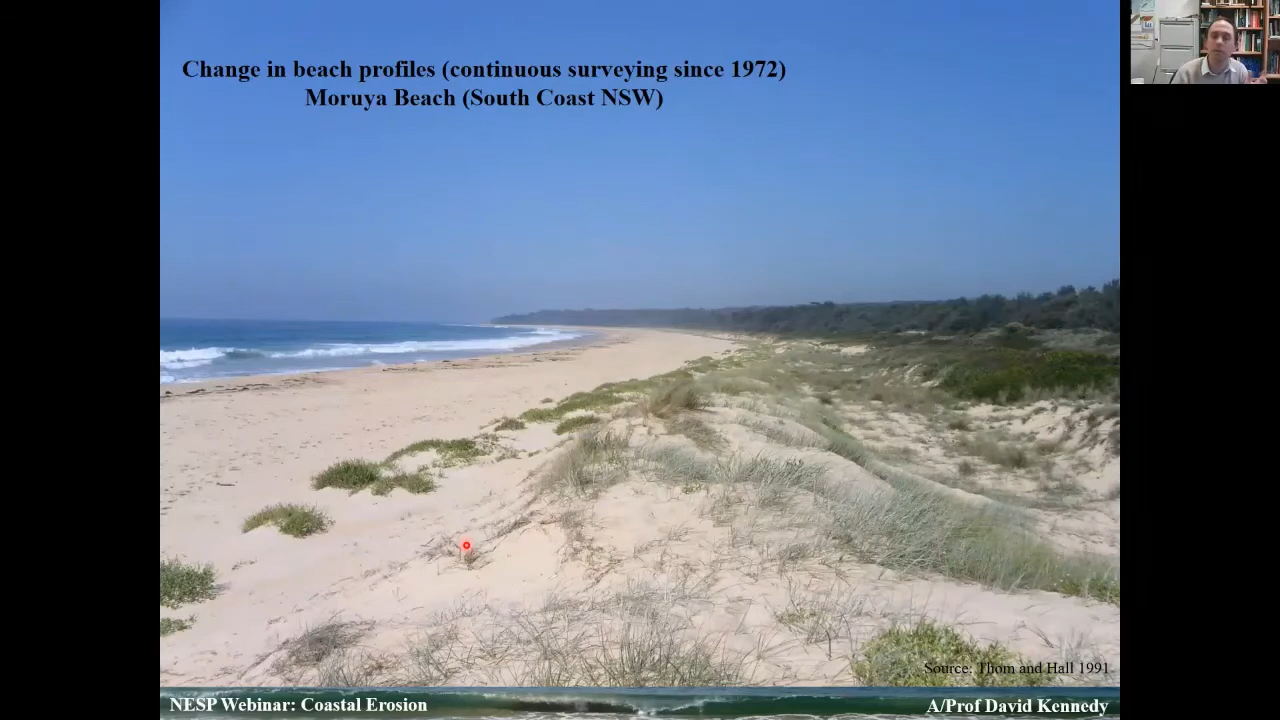 Change in beach profiles (continuous surveying since 1972)
Moruya Beach (South Coast NSW)
Source: Thom and Hall 1991
NESP Webinar: Coastal Erosion
A/Prof David Kennedy